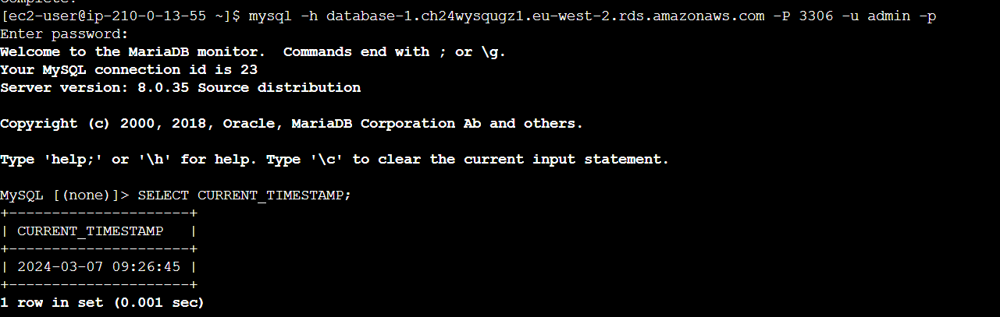 Complete!
[ec2-user@ip-210-0-13-55 ~]$ mysql -h database-1.ch24wysqugz1.eu-west-2.rds.amazonaws.com -P 3306 -u admin -p
Enter password:
Welcome to the MariaDB monitor.  Commands end with ; or \g.
Your MySQL connection id is 23
Server version: 8.0.35 Source distribution

Copyright (c) 2000, 2018, Oracle, MariaDB Corporation Ab and others.

Type 'help;' or '\h' for help. Type '\c' to clear the current input statement.

MySQL [(none)]> SELECT CURRENT_TIMESTAMP;
+---------------------+
| CURRENT_TIMESTAMP   |
+---------------------+
| 2024-03-07 09:26:45 |
+---------------------+
1 row in set (0.001 sec)